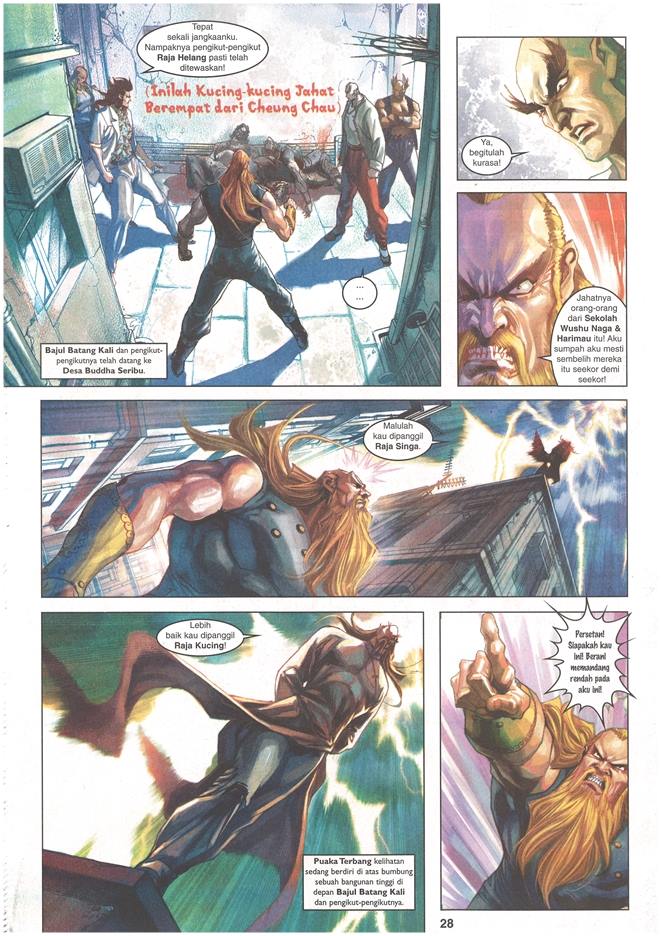 Tepat
sekali jangkaanku.
Nampaknya pengikut-pengikut
Raja Helang pasti telah
ditewaskan!
(Inilah Kucing-kucing Jahat
Berempat dari Cheung Chau)
...
...
Bajul Batang Kali dan pengikut-
pengikutnya telah datang ke
Desa Buddha Seribu.
Ya,
begitulah
kurasa!
Jahatnya
orang-orang
dari Sekolah
Wushu Naga &
Harimau itu! Aku
sumpah aku mesti
sembelih mereka
itu seekor demi
seekor!
Malulah
kau dipanggil
Raja Singa.
Lebih
baik kau dipanggil
Raja Kucing!
Puaka Terbang kelihatan
sedang berdiri di atas bumbung
sebuah bangunan tinggi di
depan Bajul Batang Kali
dan pengikut-pengikutnya.
Persetan!
Siapakah kau
ini! Berani
memandang
rendah pada
aku ini!
28